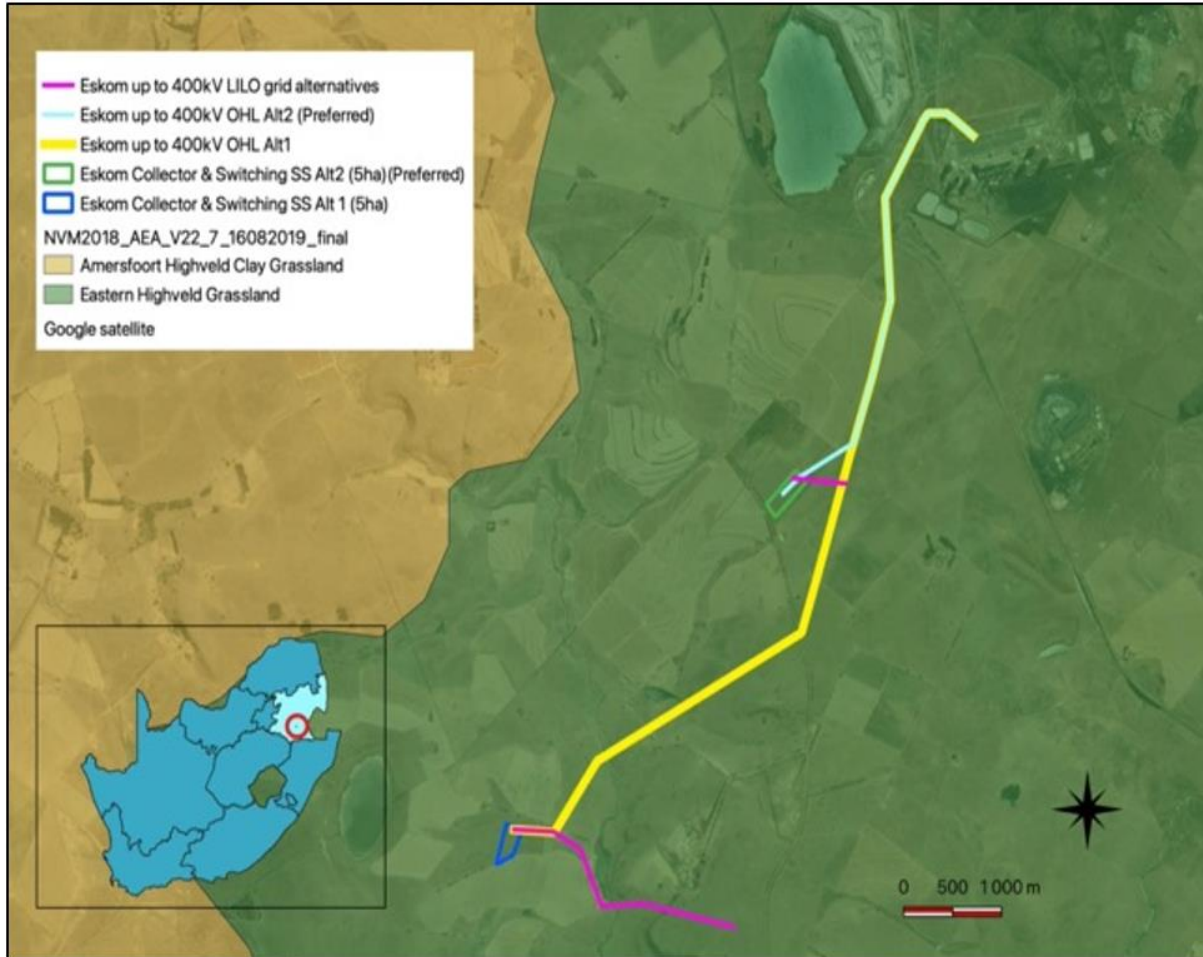 Eskom up to 400kV LILO grid alternatives
Eskom up to 400kV OHL Alt2 (Preferred)
Eskom up to 400kV OHL Alt1
Eskom Collector & Switching SS Alt2 (5ha)(Preferred)
Eskom Collector & Switching SS Alt 1 (5ha)
NVM2018_AEA_V22_7_16082019_final
Amersfoort Highveld Clay Grassland
Eastern Highveld Grassland
Google satellite
0 500 1000 m